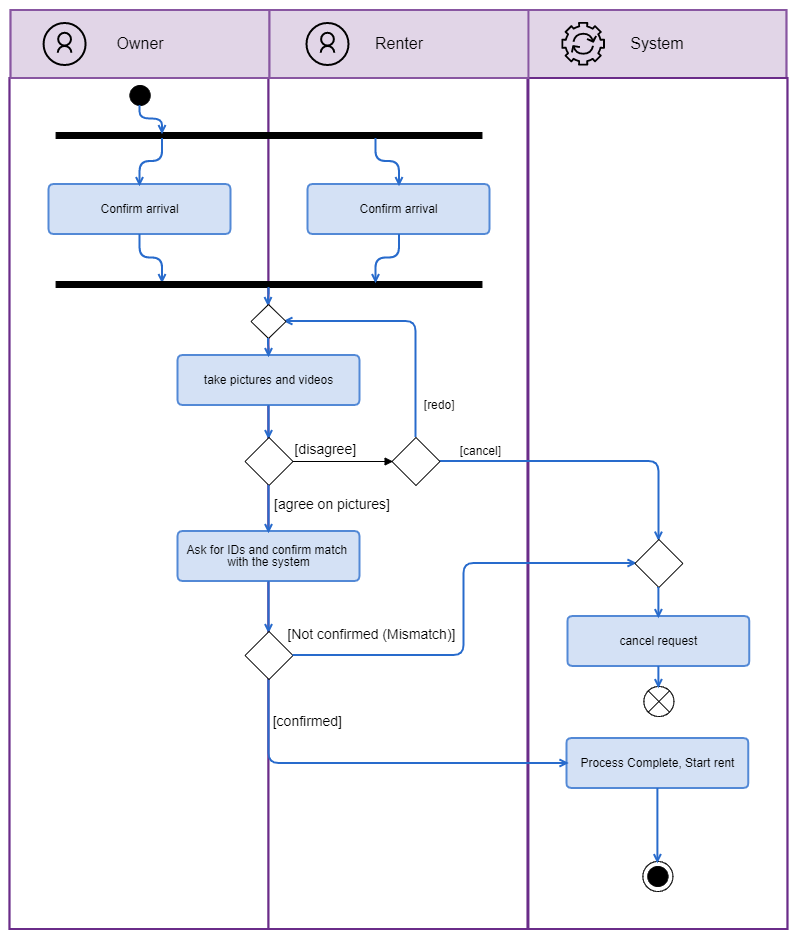 Owner
Renter
System
Confirm arrival
Confirm arrival
take pictures and videos
[redo]
[disagree]
[cancel]
[agree on pictures]
Ask for IDs and confirm match
with the system
[Not confirmed (Mismatch)]
cancel request
[confirmed]
Process Complete, Start rent